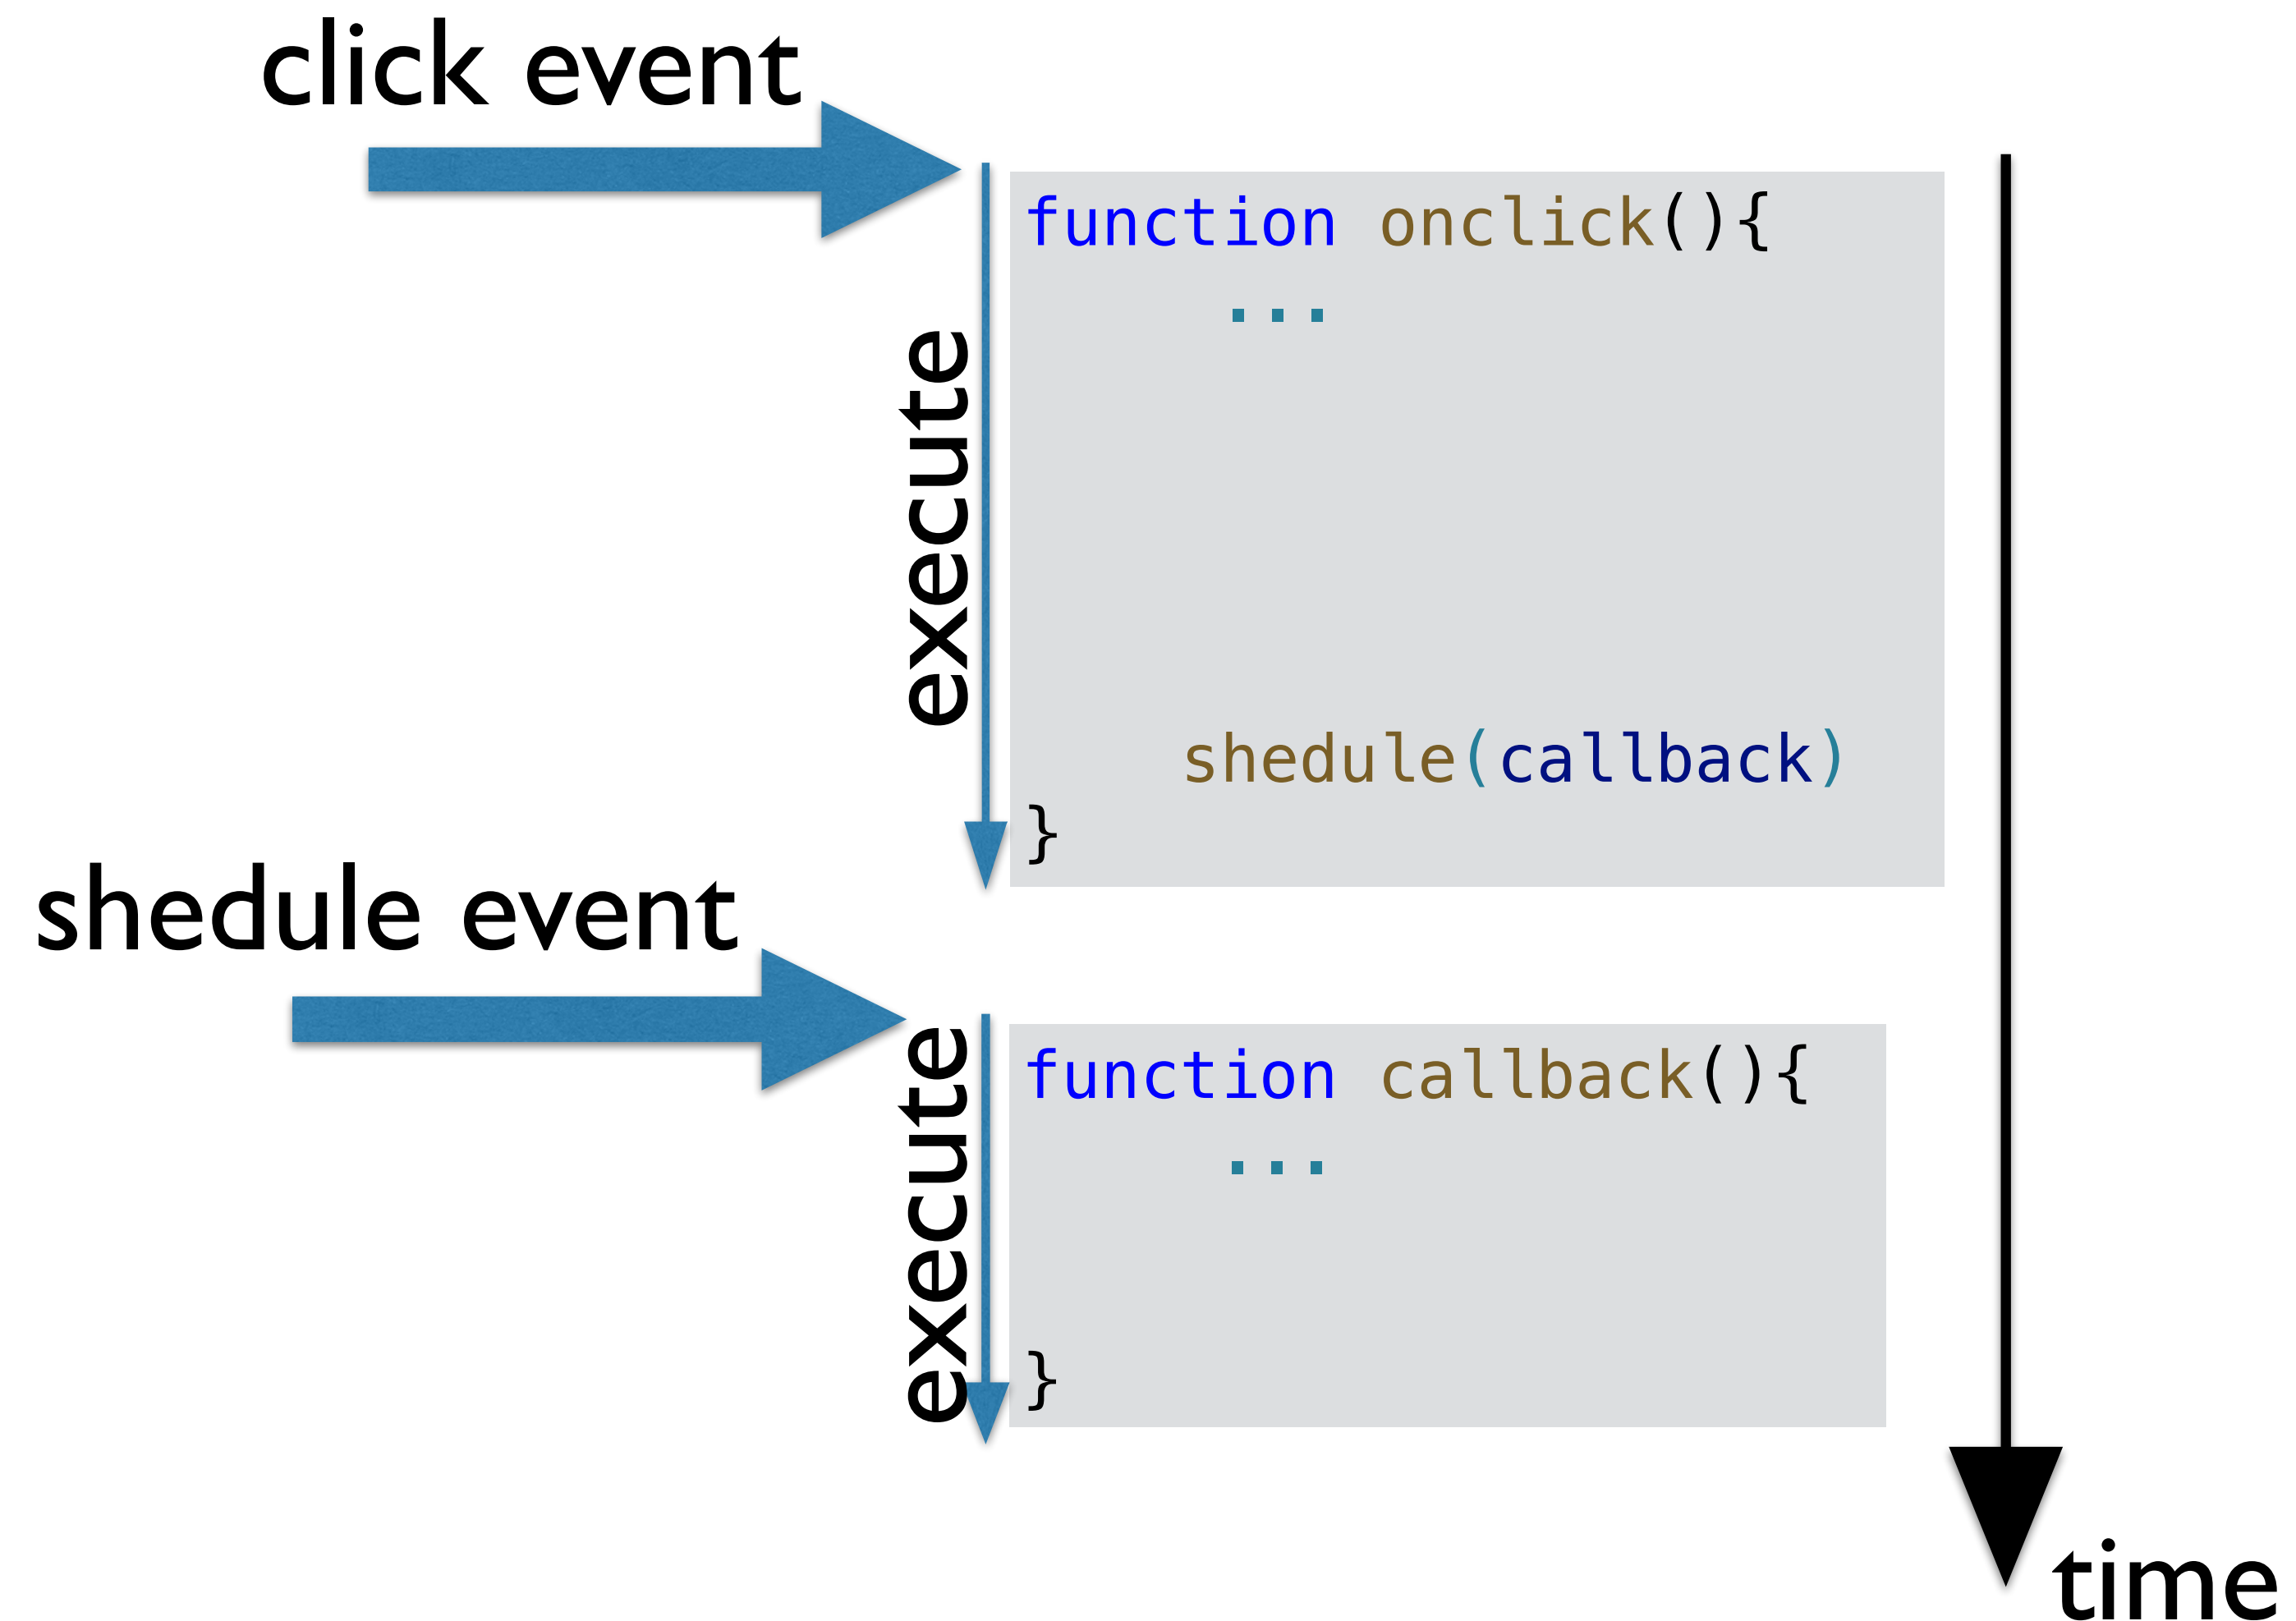 click event
execute
function onclick(){
...
shedule(callback)
}
shedule event
execute
function callback(){
...
}
time